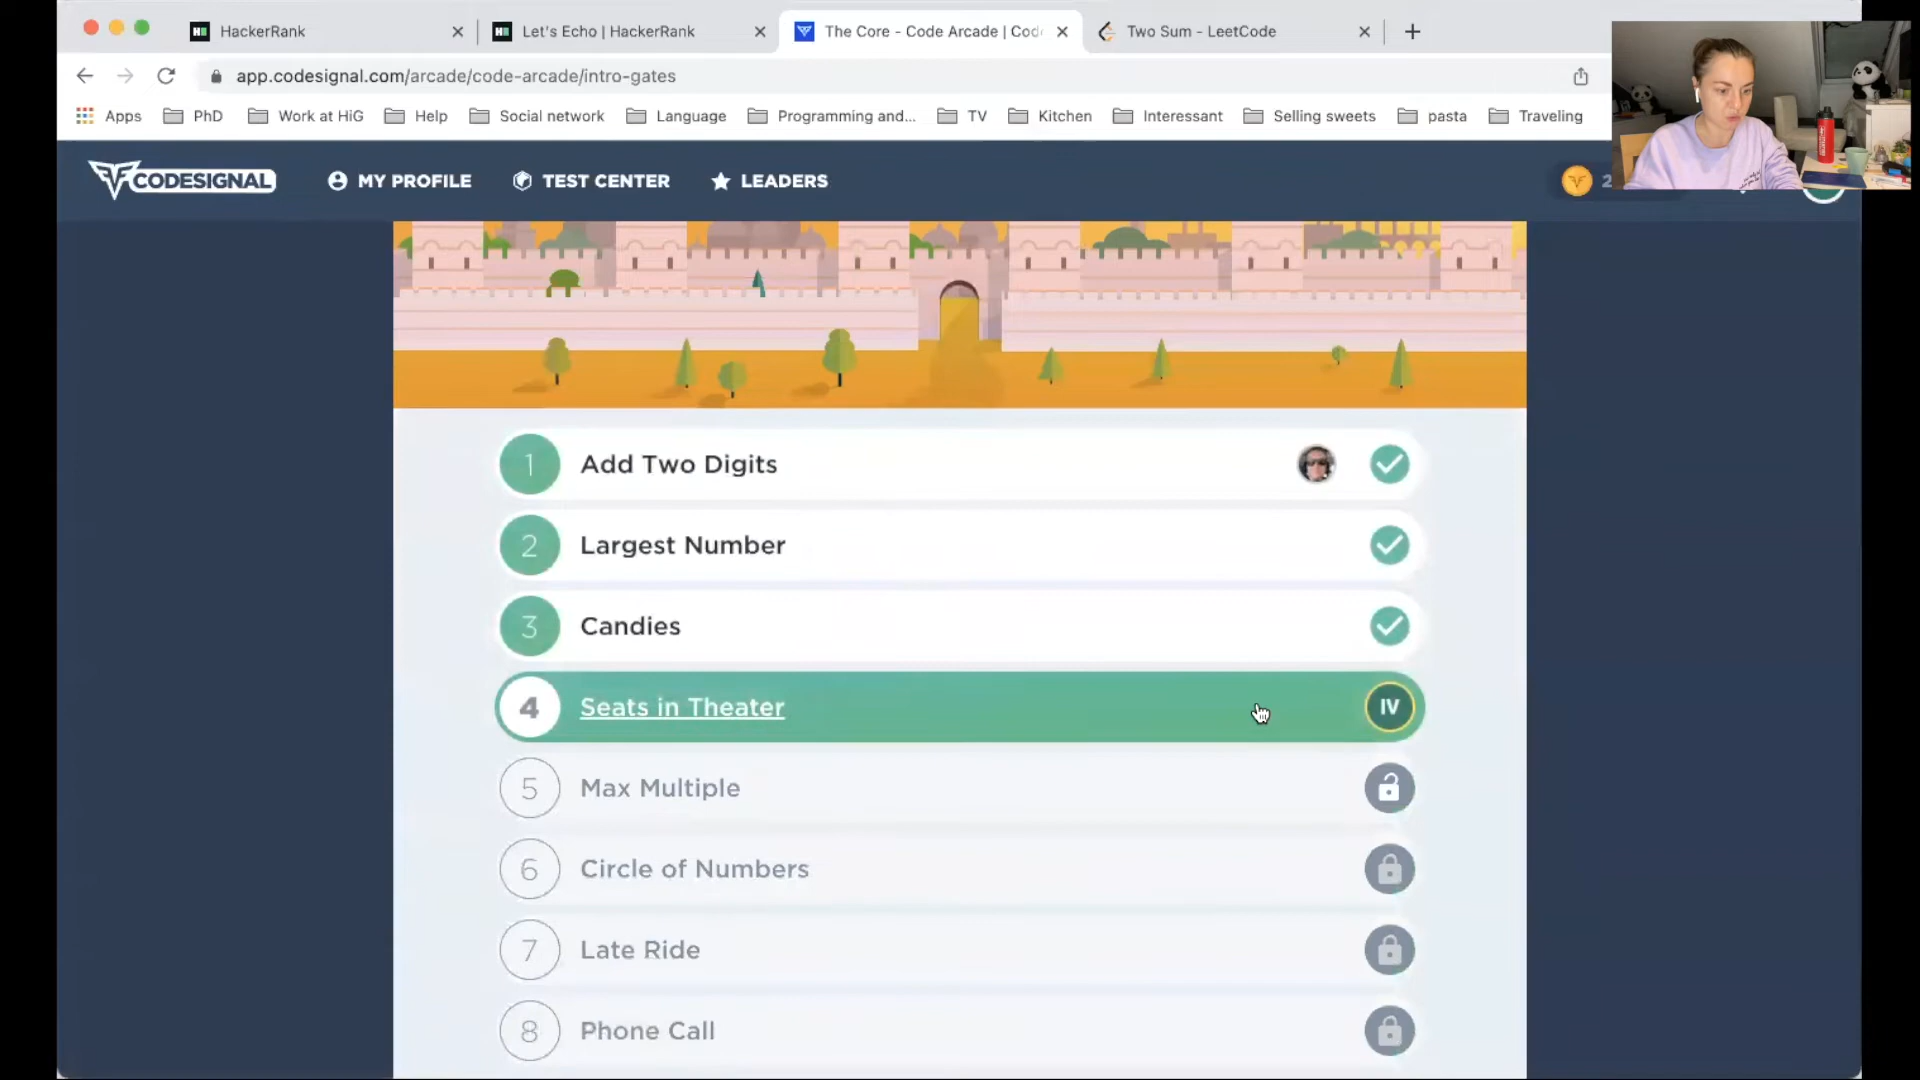 HackerRank
Let's Echo | HackerRank
The Core - Code Arcade | Cod
Two Sum - LeetCode
app.codesignal.com/arcade/code-arcade/intro-gates
Apps
PhD
Work at HiG
Help
Social network
Language
Programming and...
TV
Kitchen
Interessant
Selling sweets
pasta
Traveling
CODESIGNAL
MY PROFILE
TEST CENTER
LEADERS
2
1 Add Two Digits
2 Largest Number
3 Candies
4 Seats in Theater IV
5 Max Multiple
6 Circle of Numbers
7 Late Ride
8 Phone Call